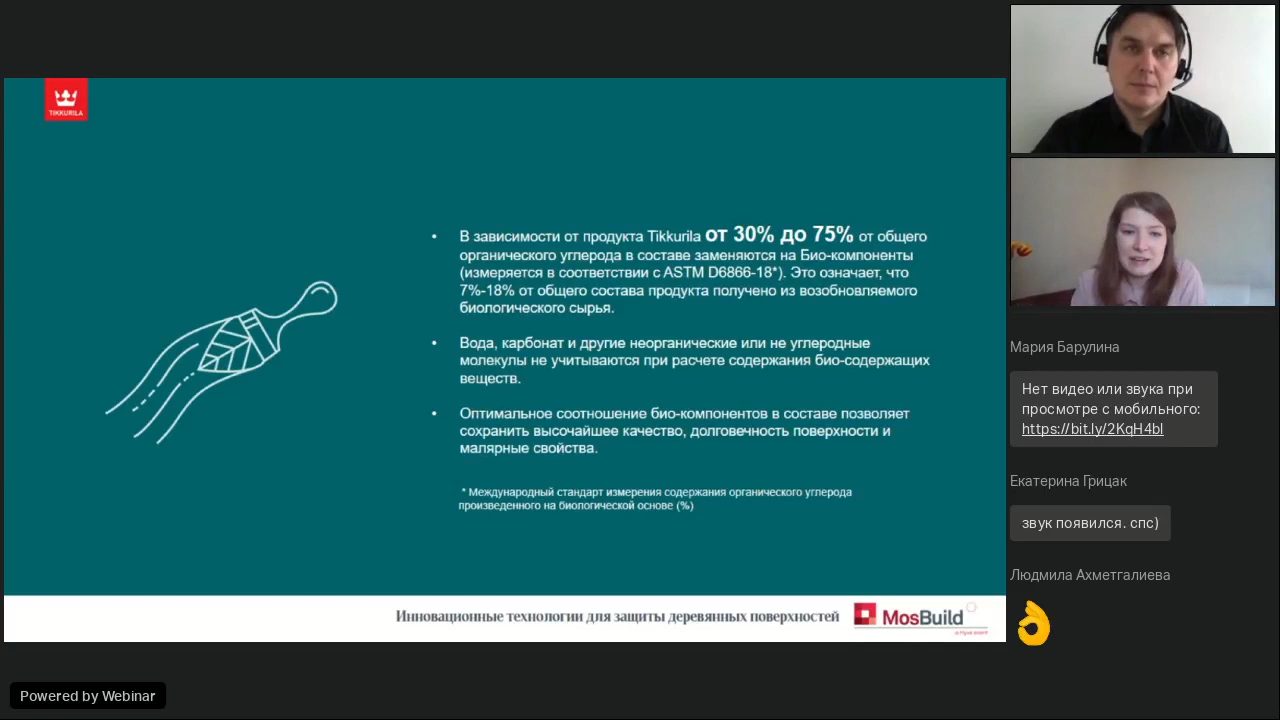 TIKKURILA
• В зависимости от продукта Tikkurila от 30% до 75% от общего
органического углерода в составе заменяются на Био-компоненты
(измеряется в соответствии с ASTM D6866-18*). Это означает, что
7%-18% от общего состава продукта получено из возобновляемого
биологического сырья.
• Вода, карбонат и другие неорганические или не углеродные
молекулы не учитываются при расчете содержания био-содержащих
веществ.
• Оптимальное соотношение био-компонентов в составе позволяет
сохранить высочайшее качество, долговечность поверхности и
малярные свойства.
* Международный стандарт измерения содержания органического углерода
произведенного на биологической основе (%)
Инновационные технологии для защиты деревянных поверхностей
MosBuild
a Hyve event
Мария Барулина
Нет видео или звука при
просмотре с мобильного:
https://bit.ly/2KqH4bl
Екатерина Грицак
звук появился. спс)
Людмила Ахметгалиева
Powered by Webinar